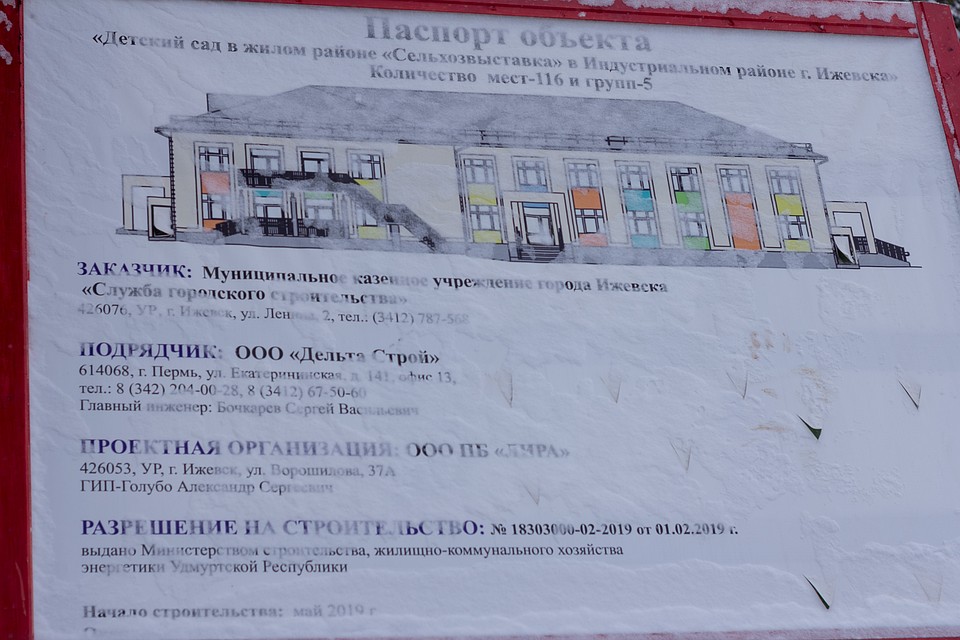 Паспорт объекта
«Детский сад в жилом районе «Сельхозвыставка» в Индустриальном районе г. Ижевска»
Количество мест-116 и групп-5
ЗАКАЗЧИК: Муниципальное казенное учреждение города Ижевска
«Служба городского строительства»
426076, УР, г. Ижевск, ул. Ленина, 2, тел.: (3412) 787-568
ПОДРЯДЧИК: ООО «Дельта Строй»
614068, г. Пермь, ул. Екатерининская, д. 141, офис 13,
тел.: 8 (342) 204-00-28, 8 (3412) 67-50-60
Главный инженер: Бочкарев Сергей Васильевич
ПРОЕКТНАЯ ОРГАНИЗАЦИЯ: ООО ПБ «ЛИРА»
426053, УР, г. Ижевск, ул. Ворошилова, 37А
ГИП-Голубо Александр Сергеевич
РАЗРЕШЕНИЕ НА СТРОИТЕЛЬСТВО: № 18303000-02-2019 от 01.02.2019 г.
выдано Министерством строительства, жилищно-коммунального хозяйства
энергетики Удмуртской Республики
Начало строительства: май 2019 г